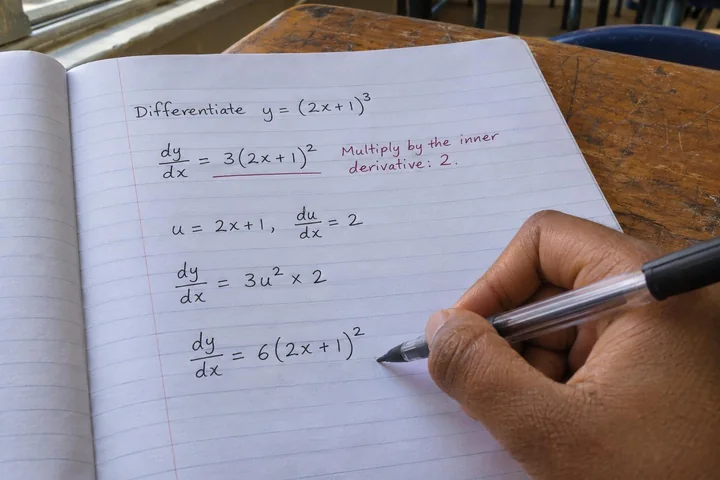 Differentiate y = (2x+1)³
dy/dx = 3(2x+1)²
Multiply by the inner
derivative: 2.
u = 2x+1, du/dx = 2
dy/dx = 3u² × 2
dy/dx = 6(2x+1)²